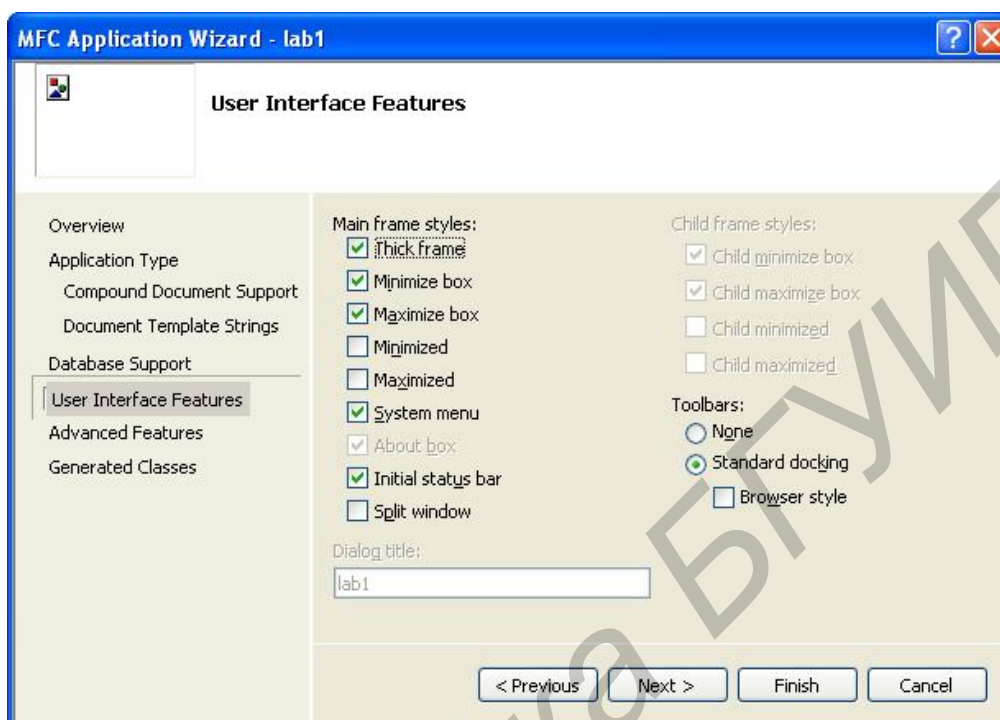 MFC Application Wizard - lab1
User Interface Features
Overview
Application Type
Compound Document Support
Document Template Strings
Database Support
User Interface Features
Advanced Features
Generated Classes
Main frame styles:
Thick frame
Minimize box
Maximize box
Minimized
Maximized
System menu
About box
Initial status bar
Split window
Dialog title:
lab1
Child frame styles:
Child minimize box
Child maximize box
Child minimized
Child maximized
Toolbars:
None
Standard docking
Browser style
< Previous
Next >
Finish
Cancel